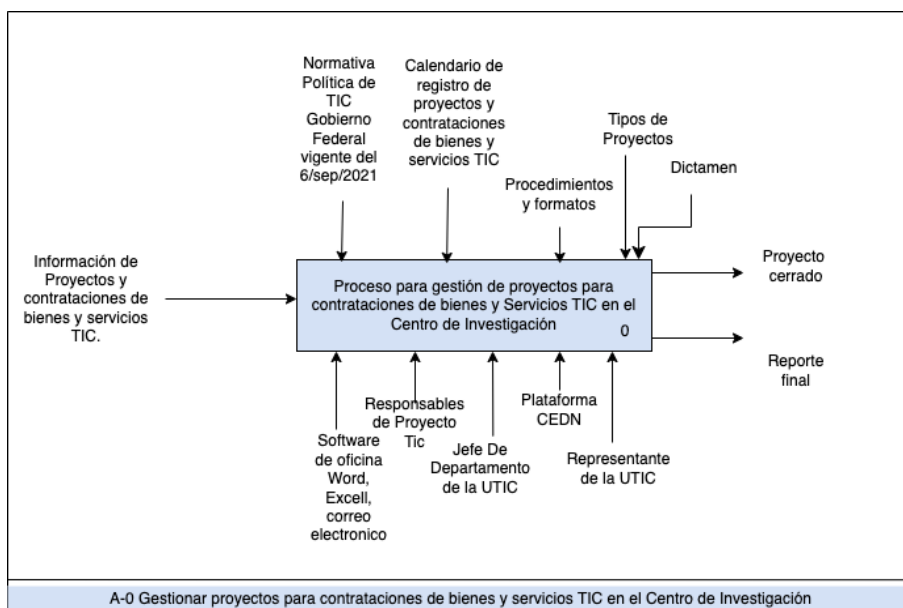 Normativa
Política de
TIC
Gobierno
Federal
vigente del
6/sep/2021
Calendario de
registro de
proyectos y
contrataciones
de bienes y
servicios TIC
Procedimientos
y formatos
Tipos de
Proyectos
Dictamen
Información de
Proyectos y
contrataciones de
bienes y servicios
TIC.
Proceso para gestión de proyectos para
contrataciones de bienes y Servicios TIC en el
Centro de Investigación
0
Proyecto
cerrado
Reporte
final
Software
de oficina
Word,
Excell,
correo
electronico
Responsables
de Proyecto
Tic
Jefe De
Departamento
de la UTIC
Plataforma
CEDN
Representante
de la UTIC
A-0 Gestionar proyectos para contrataciones de bienes y servicios TIC en el Centro de Investigación